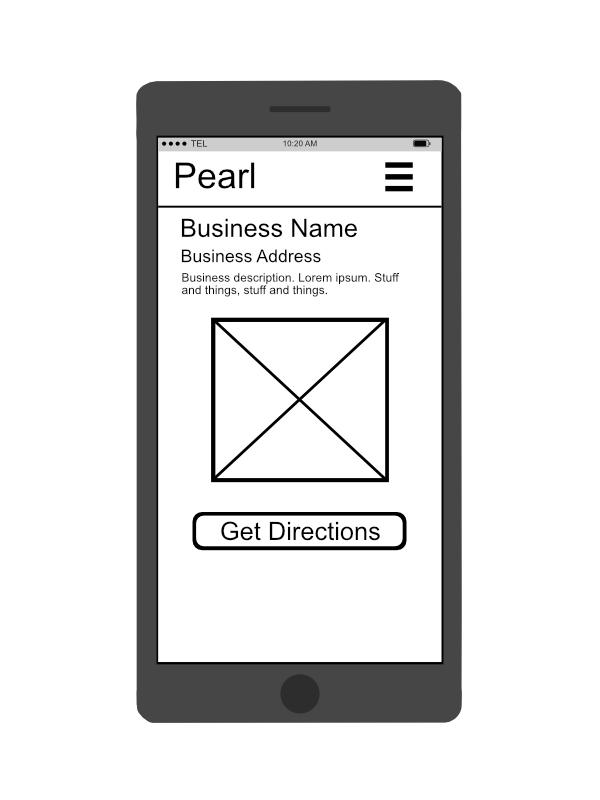 TEL 10:20 AM
Pearl
Business Name
Business Address
Business description. Lorem ipsum. Stuff
and things, stuff and things.
Get Directions